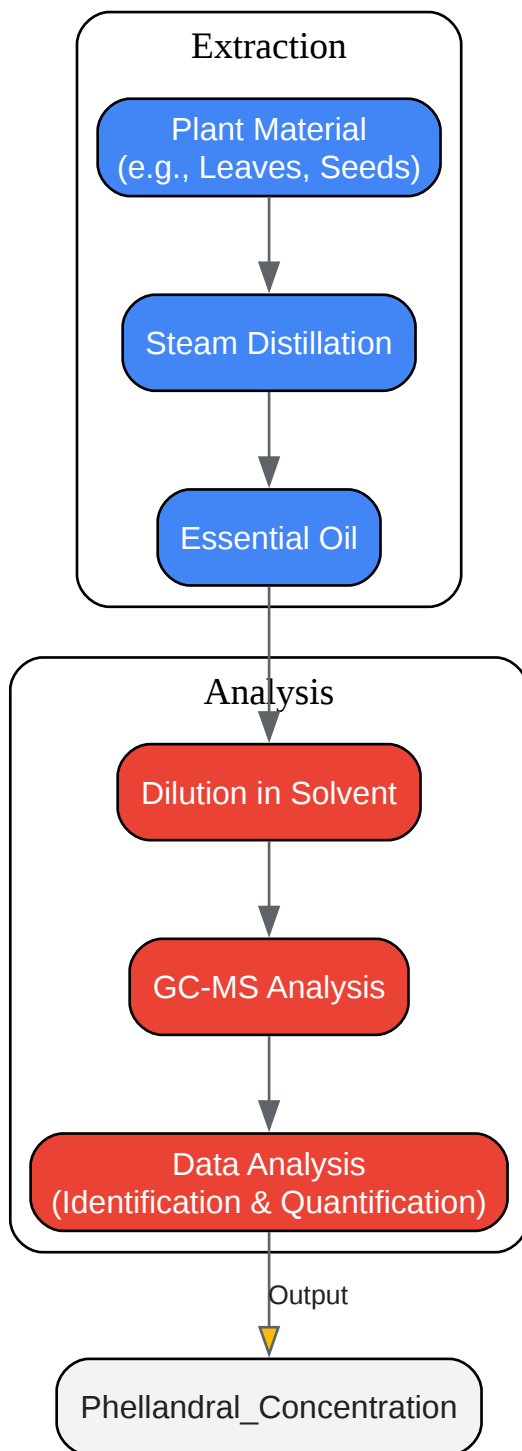 Extraction
Plant Material
(e.g., Leaves, Seeds)
Steam Distillation
Essential Oil
Analysis
Dilution in Solvent
GC-MS Analysis
Data Analysis
(Identification & Quantification)
Output
Phellandral_Concentration